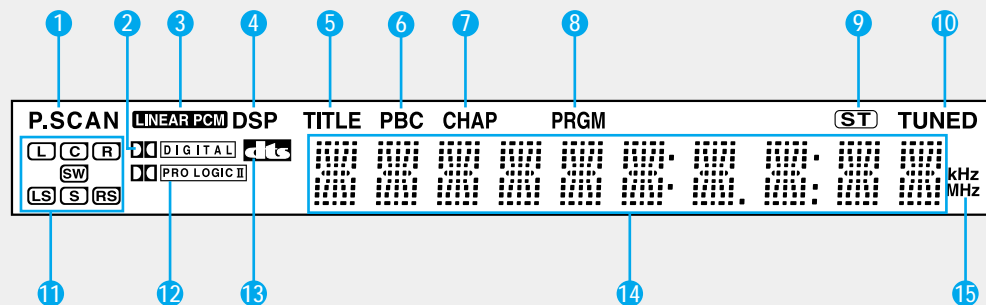 1 2 3 4 5 6 7 8 9 10
P.SCAN LINEAR PCM DSP TITLE PBC CHAP PRGM ST TUNED
L C R DIGITAL dts
SW PRO LOGIC II kHz
LS S RS MHz
11 12 13 14 15